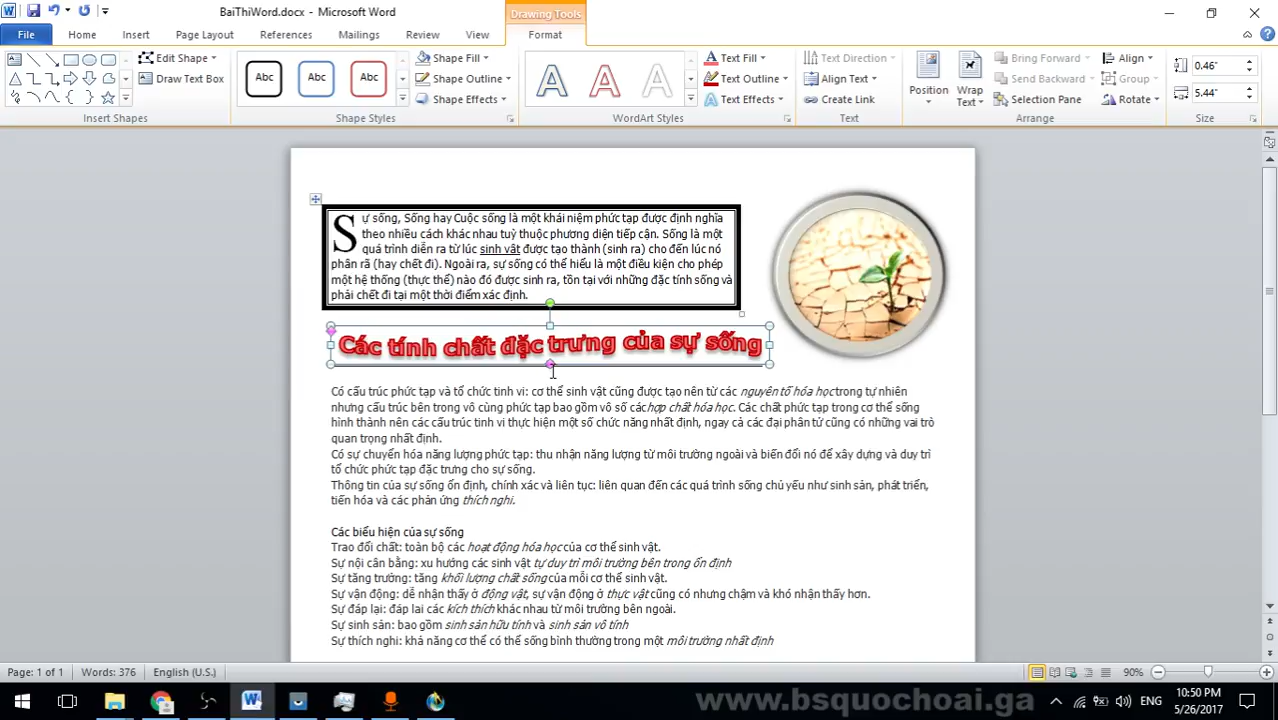 BaiThiWord.docx - Microsoft Word
Drawing Tools
File
Home
Insert
Page Layout
References
Mailings
Review
View
Format
Edit Shape
Draw Text Box
Insert Shapes
Abc
Abc
Abc
Shape Fill
Shape Outline
Shape Effects
Shape Styles
A
A
A
WordArt Styles
Text Fill
Text Outline
Text Effects
Text Direction
Align Text
Create Link
Text
Position
Wrap Text
Bring Forward
Send Backward
Selection Pane
Align
Group
Rotate
Arrange
0.46"
5.44"
Size
Sự sống, Sống hay Cuộc sống là một khái niệm phức tạp được định nghĩa
theo nhiều cách khác nhau tuỳ thuộc phương diện tiếp cận. Sống là một
quá trình diễn ra từ lúc sinh vật được tạo thành (sinh ra) cho đến lúc nó
phân rã (hay chết đi). Ngoài ra, sự sống có thể hiểu là một điều kiện cho phép
một hệ thống (thực thể) nào đó được sinh ra, tồn tại với những đặc tính sống và
phải chết đi tại một thời điểm xác định.
Các tính chất đặc trưng của sự sống
Có cấu trúc phức tạp và tổ chức tinh vi: cơ thể sinh vật cũng được tạo nên từ các nguyên tố hóa học trong tự nhiên
nhưng cấu trúc bên trong vô cùng phức tạp bao gồm vô số các hợp chất hóa học. Các chất phức tạp trong cơ thể sống
hình thành nên các cấu trúc tinh vi thực hiện một số chức năng nhất định, ngay cả các đại phân tử cũng có những vai trò
quan trọng nhất định.
Có sự chuyển hóa năng lượng phức tạp: thu nhận năng lượng từ môi trường ngoài và biến đổi nó để xây dựng và duy trì
tổ chức phức tạp đặc trưng cho sự sống.
Thông tin của sự sống ổn định, chính xác và liên tục: liên quan đến các quá trình sống chủ yếu như sinh sản, phát triển,
tiến hóa và các phản ứng thích nghi.
Các biểu hiện của sự sống
Trao đổi chất: toàn bộ các hoạt động hóa học của cơ thể sinh vật.
Sự nội cân bằng: xu hướng các sinh vật tự duy trì môi trường bên trong ổn định
Sự tăng trưởng: tăng khối lượng chất sống của mỗi cơ thể sinh vật.
Sự vận động: dễ nhận thấy ở động vật, sự vận động ở thực vật cũng có nhưng chậm và khó nhận thấy hơn.
Sự đáp lại: đáp lai các kích thích khác nhau từ môi trường bên ngoài.
Sự sinh sản: bao gồm sinh sản hữu tính và sinh sản vô tính
Sự thích nghi: khả năng cơ thể có thể sống bình thường trong một môi trường nhất định
Page: 1 of 1
Words: 376
English (U.S.)
90%
www.bsquochoai.ga
ENG
10:50 PM
5/26/2017